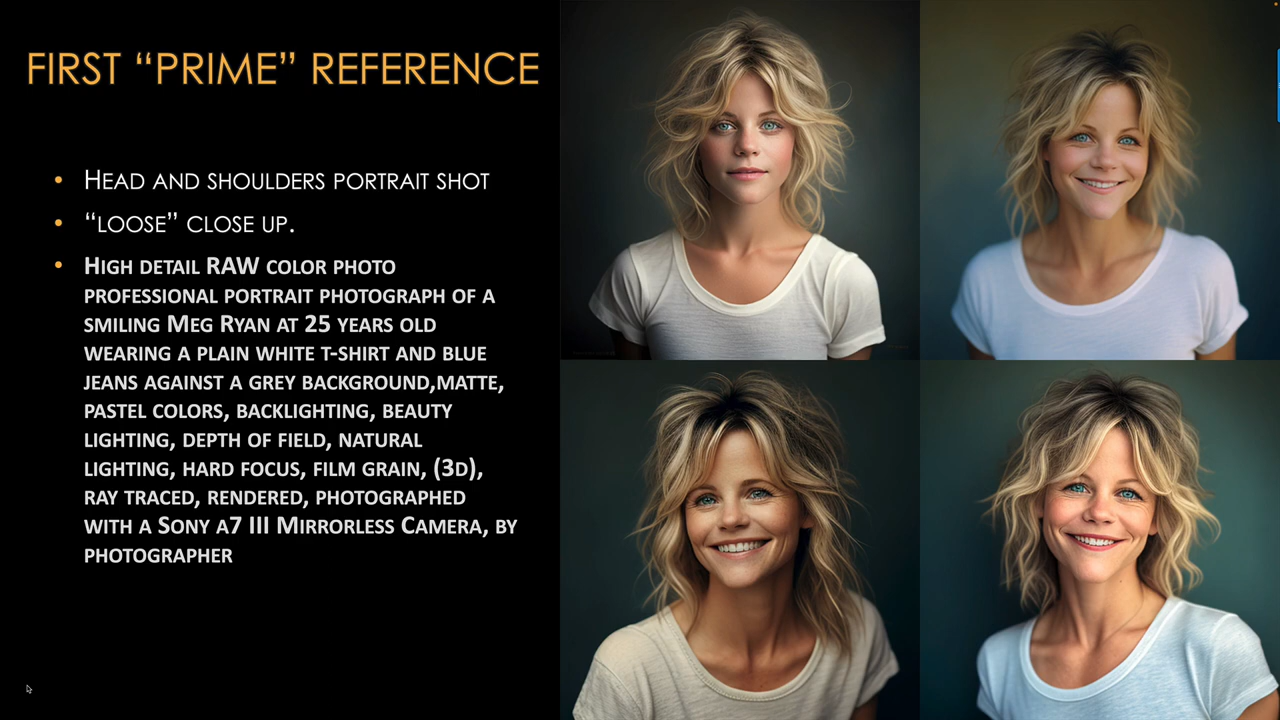 FIRST “PRIME” REFERENCE
• HEAD AND SHOULDERS PORTRAIT SHOT
• “LOOSE” CLOSE UP.
• HIGH DETAIL RAW COLOR PHOTO
PROFESSIONAL PORTRAIT PHOTOGRAPH OF A
SMILING MEG RYAN AT 25 YEARS OLD
WEARING A PLAIN WHITE T-SHIRT AND BLUE
JEANS AGAINST A GREY BACKGROUND,MATTE,
PASTEL COLORS, BACKLIGHTING, BEAUTY
LIGHTING, DEPTH OF FIELD, NATURAL
LIGHTING, HARD FOCUS, FILM GRAIN, (3D),
RAY TRACED, RENDERED, PHOTOGRAPHED
WITH A SONY A7 III MIRRORLESS CAMERA, BY
PHOTOGRAPHER